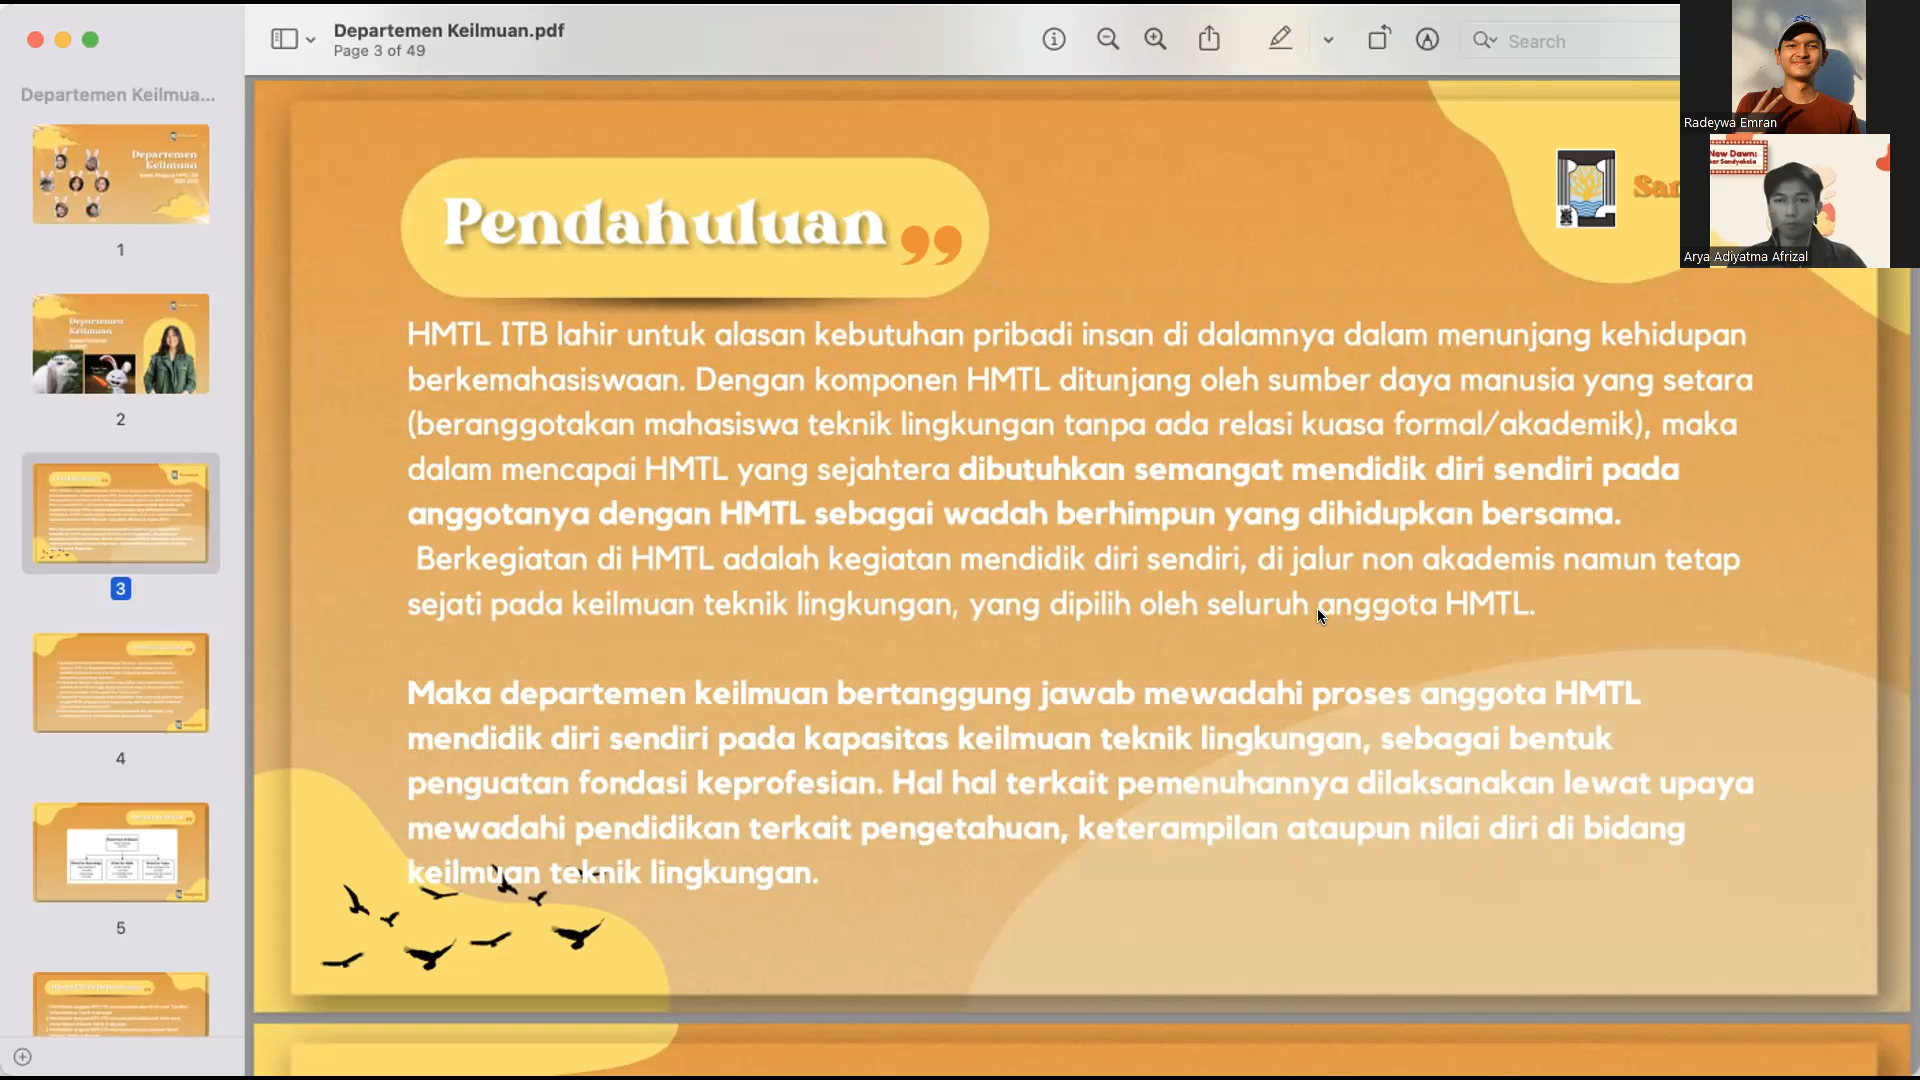 Departemen Keilmuan.pdf
Page 3 of 49
Search
Departemen Keilmua...
Departemen
Keilmuan
1
Departemen
Keilmuan
2
3
4
5
Pendahuluan
San
HMTL ITB lahir untuk alasan kebutuhan pribadi insan di dalamnya dalam menunjang kehidupan
berkemahasiswaan. Dengan komponen HMTL ditunjang oleh sumber daya manusia yang setara
(beranggotakan mahasiswa teknik lingkungan tanpa ada relasi kuasa formal/akademik), maka
dalam mencapai HMTL yang sejahtera dibutuhkan semangat mendidik diri sendiri pada
anggotanya dengan HMTL sebagai wadah berhimpun yang dihidupkan bersama.
Berkegiatan di HMTL adalah kegiatan mendidik diri sendiri, di jalur non akademis namun tetap
sejati pada keilmuan teknik lingkungan, yang dipilih oleh seluruh anggota HMTL.
Maka departemen keilmuan bertanggung jawab mewadahi proses anggota HMTL
mendidik diri sendiri pada kapasitas keilmuan teknik lingkungan, sebagai bentuk
penguatan fondasi keprofesian. Hal hal terkait pemenuhannya dilaksanakan lewat upaya
mewadahi pendidikan terkait pengetahuan, keterampilan ataupun nilai diri di bidang
keilmuan teknik lingkungan.
Radeywa Emran
New Dawn:
Arya Adiyatma Afrizal